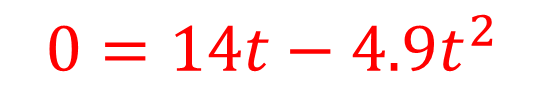 0 = 14t − 4.9t²